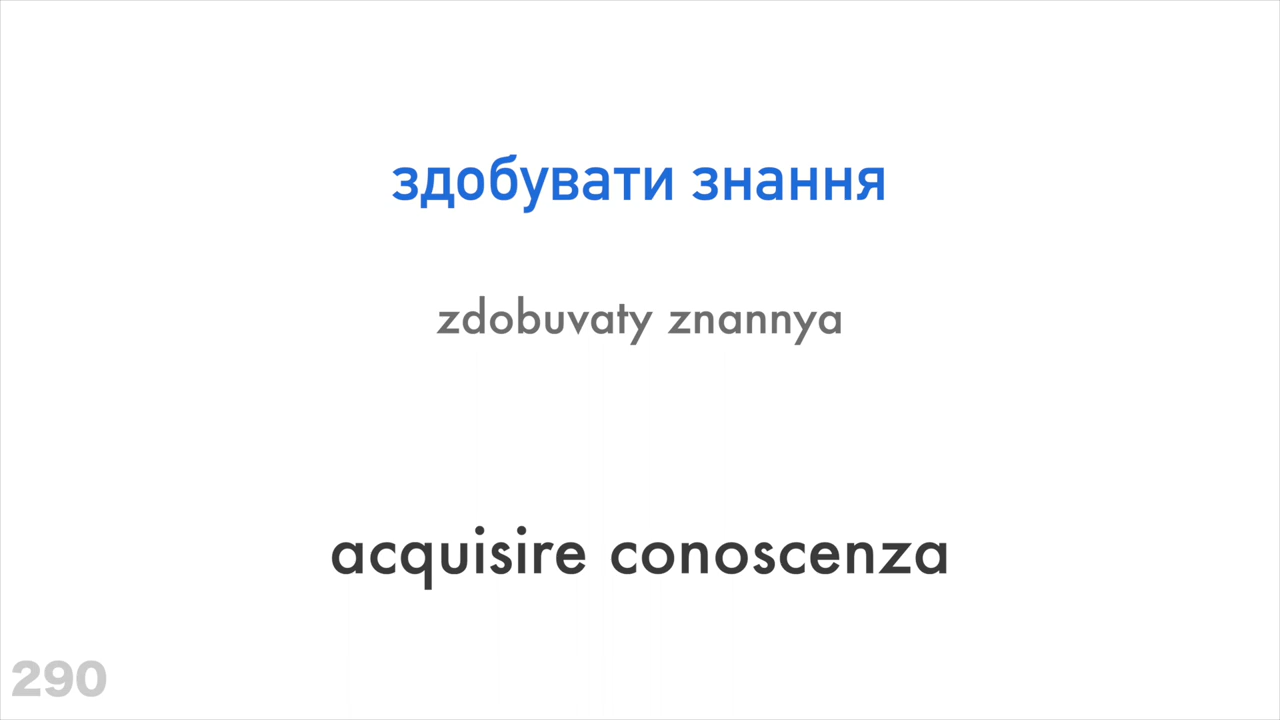 здобувати знання
zdobuvaty znannya
acquisire conoscenza
290